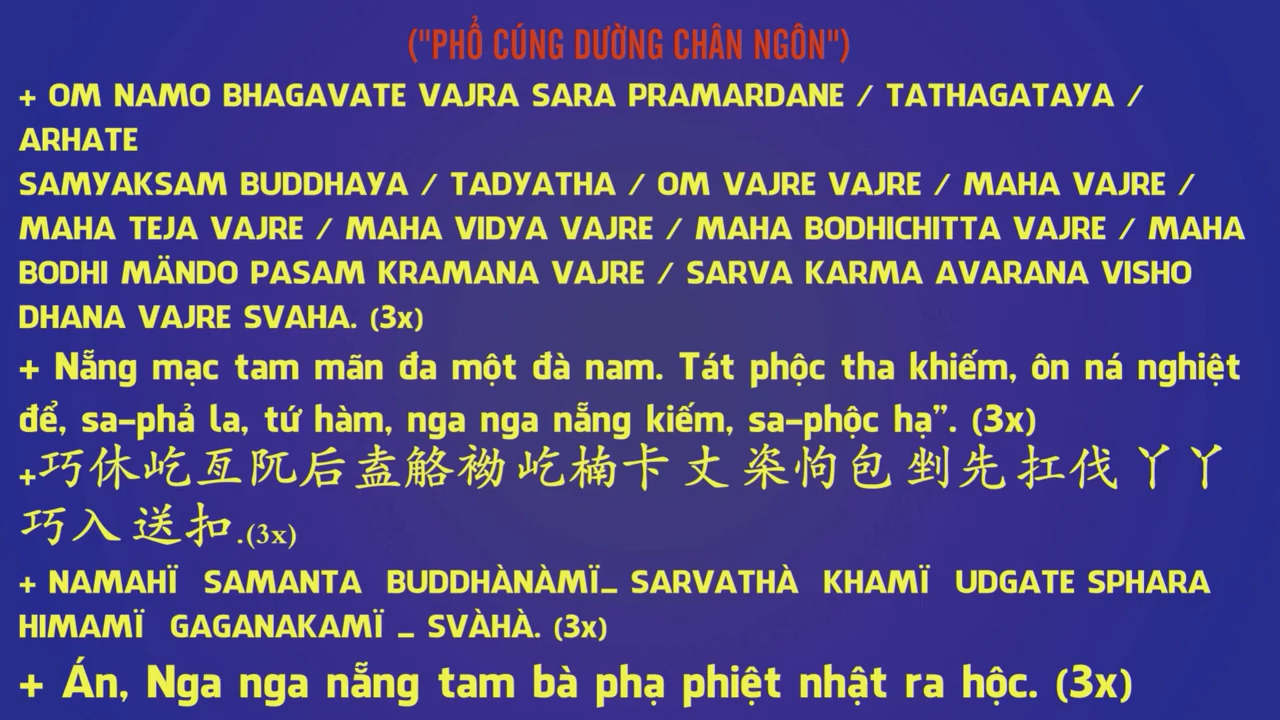 ("PHỔ CÚNG DƯỜNG CHÂN NGÔN")
+ OM NAMO BHAGAVATE VAJRA SARA PRAMARDANE / TATHAGATAYA /
ARHATE
SAMYAKSAM BUDDHAYA / TADYATHA / OM VAJRE VAJRE / MAHA VAJRE /
MAHA TEJA VAJRE / MAHA VIDYA VAJRE / MAHA BODHICHITTA VAJRE / MAHA
BODHI MÄNDO PASAM KRAMANA VAJRE / SARVA KARMA AVARANA VISHO
DHANA VAJRE SVAHA. (3x)
+ Nẵng mạc tam mãn đa một đà nam. Tát phộc tha khiếm, ôn ná nghiệt
để, sa-phả la, tứ hàm, nga nga nẵng kiếm, sa-phộc hạ”. (3x)
+巧休屹亙阮后盍觡袎屹楠卡丈栥怐包剉先扛伐丫丫
巧入送扣.(3x)
+ NAMAHÏ SAMANTA BUDDHÀNÀMÏ_ SARVATHÀ KHAMÏ UDGATE SPHARA
HIMAMÏ GAGANAKAMÏ _ SVÀHÀ. (3x)
+ Án, Nga nga nẵng tam bà phạ phiệt nhật ra hộc. (3x)